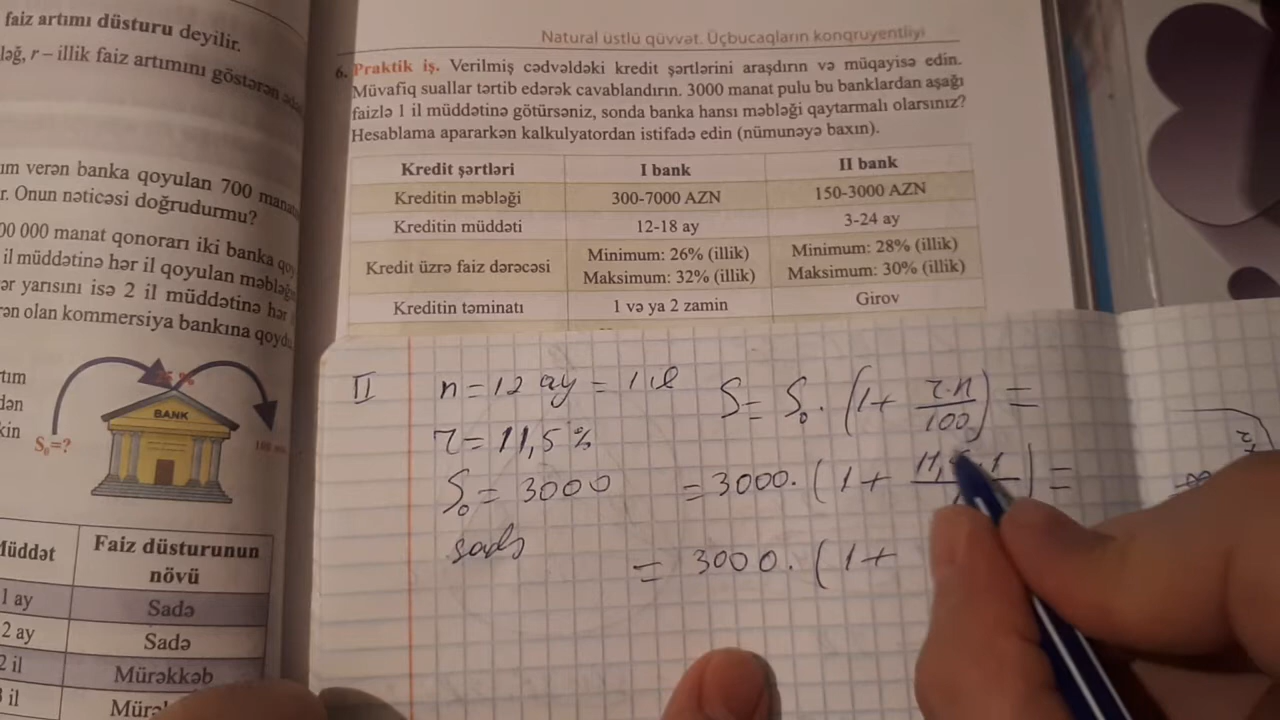 faiz artımı düsturu deyilir.
r – illik faiz artımını göstərən
ım verən banka qoyulan 700
r. Onun nəticəsi doğrudurmu?
00 000 manat qonorarı iki banka
il müddətinə hər il qoyulan
ər yarısını isə 2 il müddətinə hər
rən olan kommersiya bankına qoydu.
BANK
S₀=?
Müddət Faiz düsturunun növü
1 ay Sadə
2 ay Sadə
2 il Mürəkkəb
il
Natural üstlü qüvvət. Üçbucaqların konqruyentliyi
6. Praktik iş. Verilmiş cədvəldəki kredit şərtlərini araşdırın və müqayisə edin.
Müvafiq suallar tərtib edərək cavablandırın. 3000 manat pulu bu banklardan aşağı
faizlə 1 il müddətinə götürsəniz, sonda banka hansı məbləği qaytarmalı olarsınız?
Hesablama apararkən kalkulyatordan istifadə edin (nümunəyə baxın).
Kredit şərtləri I bank II bank
Kreditin məbləği 300-7000 AZN 150-3000 AZN
Kreditin müddəti 12-18 ay 3-24 ay
Kredit üzrə faiz dərəcəsi Minimum: 26% (illik) Minimum: 28% (illik)
Maksimum: 32% (illik) Maksimum: 30% (illik)
Kreditin təminatı 1 və ya 2 zamin Girov
II n = 12 ay = 1 il S = S₀ · (1 + r·n/100) =
r = 11,5 %
S₀ = 3000 = 3000 · (1 + =
sadə
= 3000 · (1 +